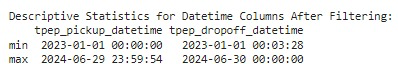 Descriptive Statistics for Datetime Columns After Filtering:
tpep_pickup_datetime tpep_dropoff_datetime
min 2023-01-01 00:00:00 2023-01-01 00:03:28
max 2024-06-29 23:59:54 2024-06-30 00:00:00